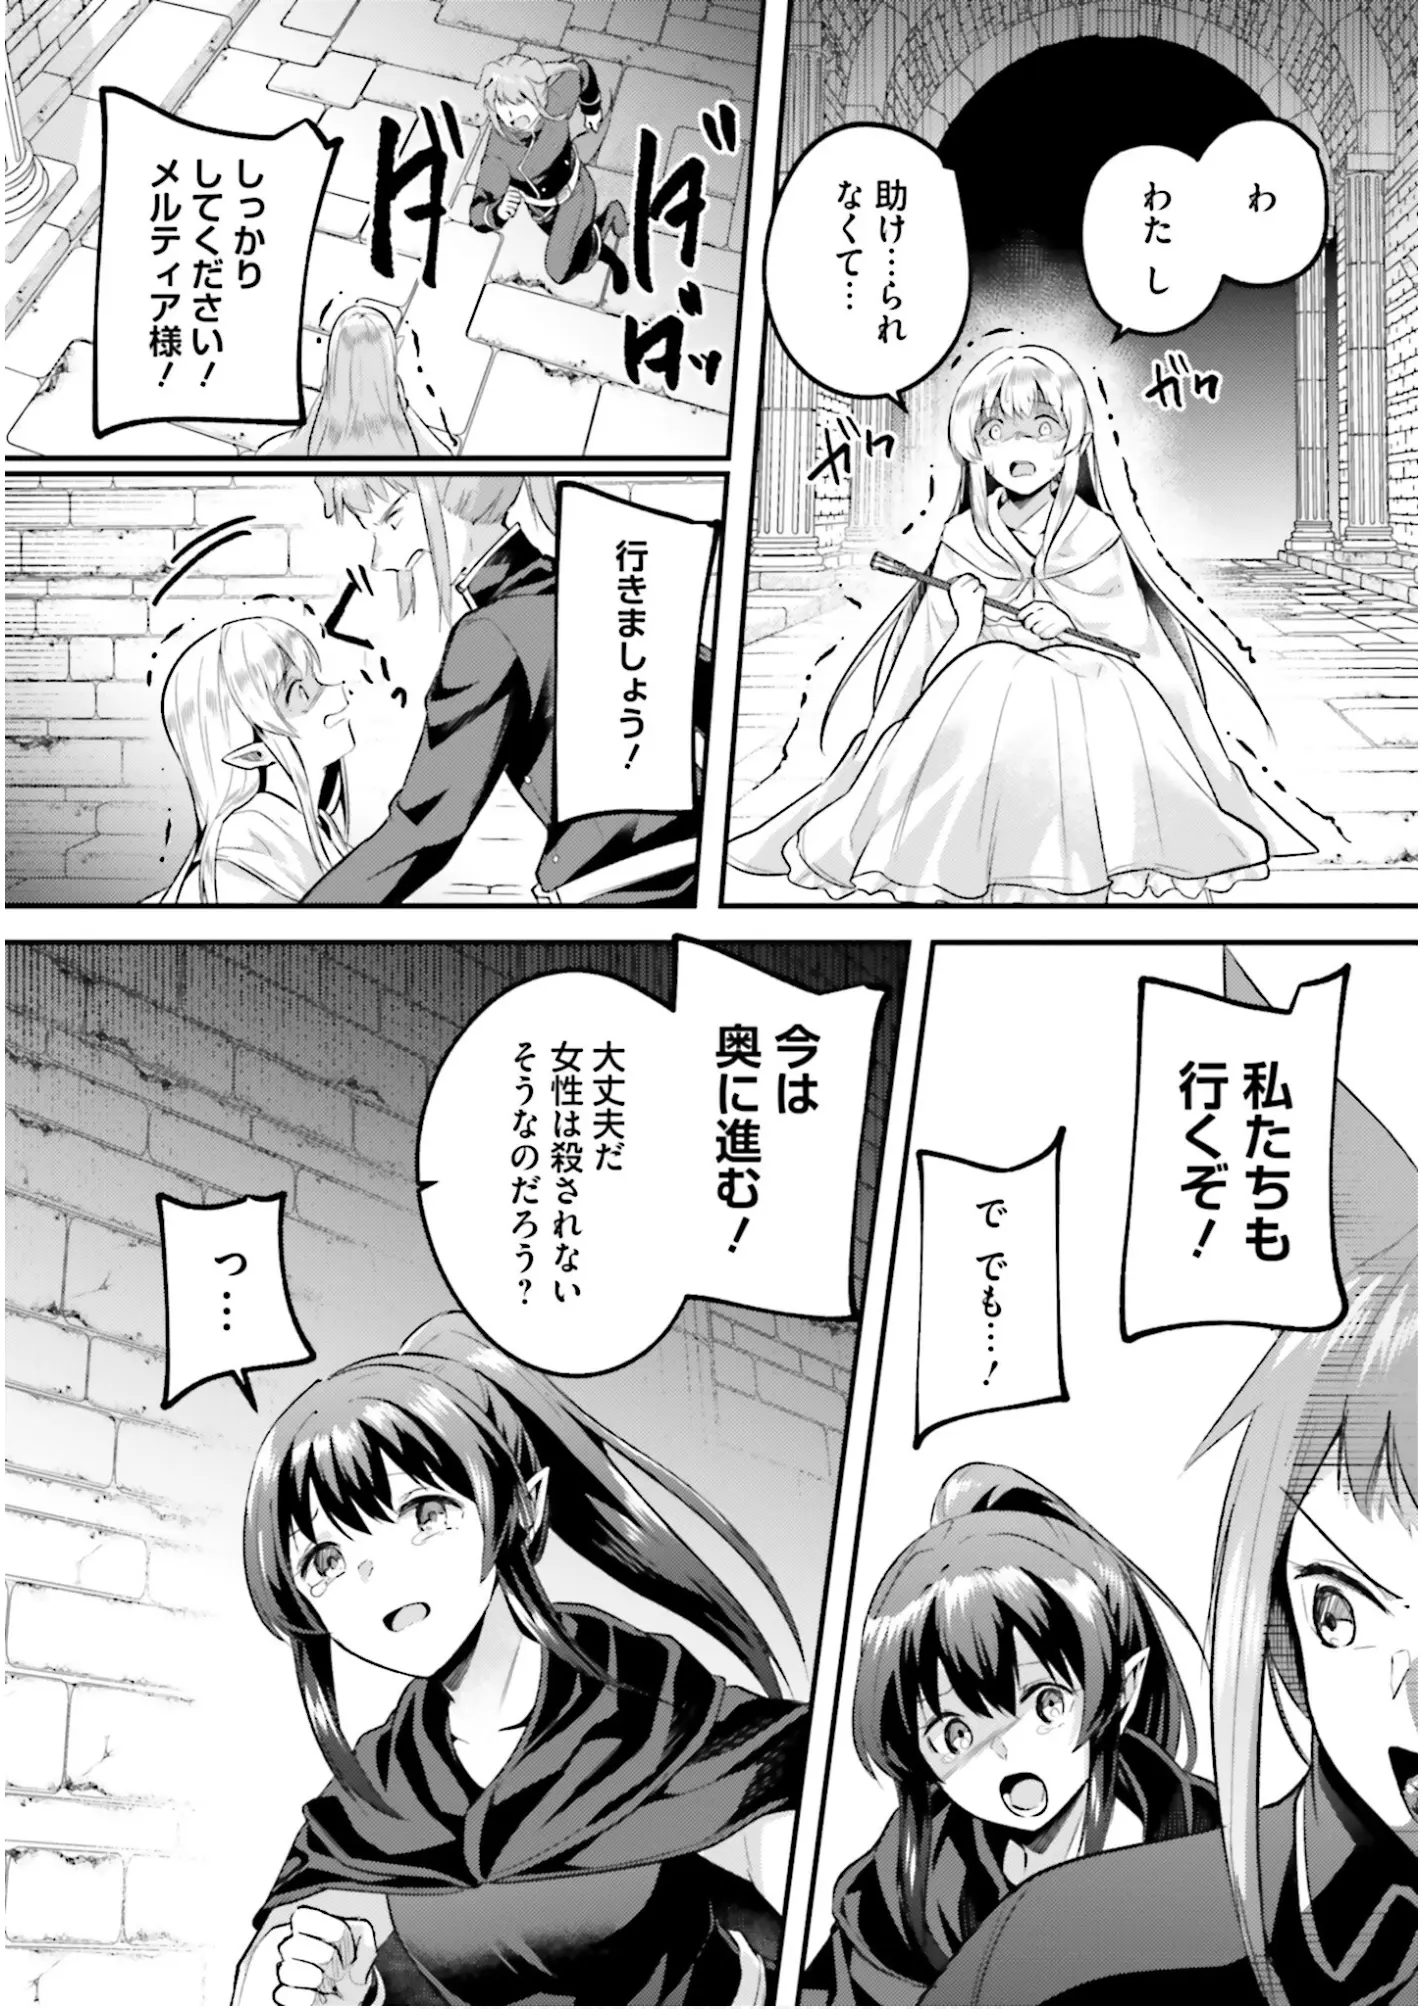 わ
わたし
助け……られ
なくて…
ガク
ガク
ダダダッ
しっかり
してください！
メルティア様！
行きましょう！
ぐい
私たちも
行くぞ！
で でも…！
今は
奥に進む！
大丈夫だ
女性は殺されない
そうなのだろう？
っ…